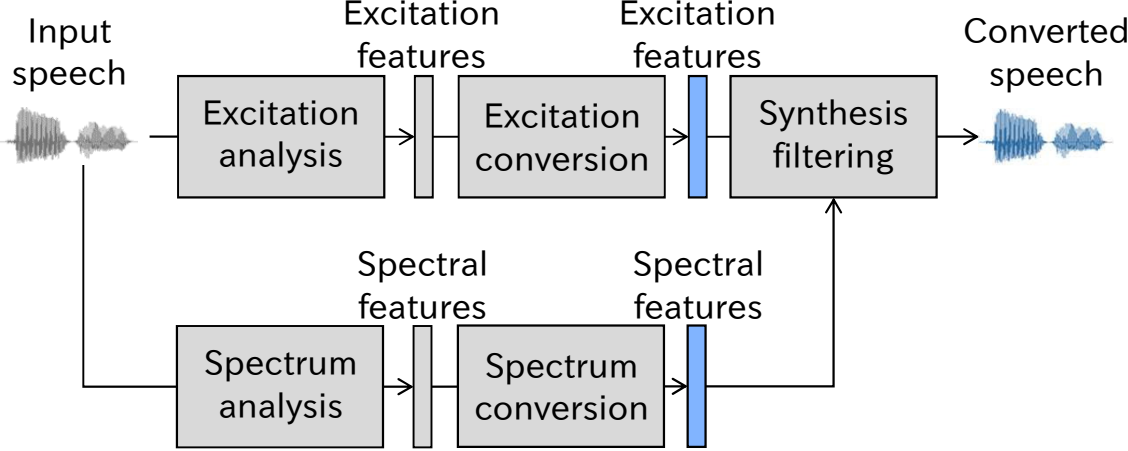 Input
speech
Excitation
features
Excitation
features
Converted
speech
Excitation
analysis
Excitation
conversion
Synthesis
filtering
Spectral
features
Spectral
features
Spectrum
analysis
Spectrum
conversion